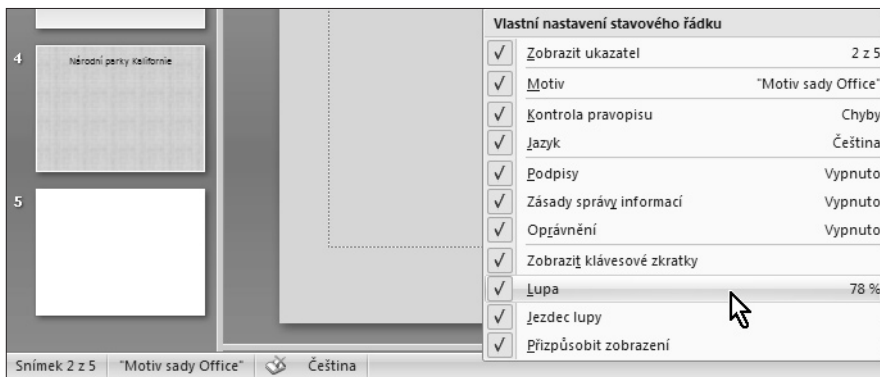 4
Národní parky Kalifornie
5
Vlastní nastavení stavového řádku
Zobrazit ukazatel 2 z 5
Motiv "Motiv sady Office"
Kontrola pravopisu Chyby
Jazyk Čeština
Podpisy Vypnuto
Zásady správy informací Vypnuto
Oprávnění Vypnuto
Zobrazit klávesové zkratky
Lupa 78 %
Jezdec lupy
Přizpůsobit zobrazení
Snímek 2 z 5 "Motiv sady Office" Čeština